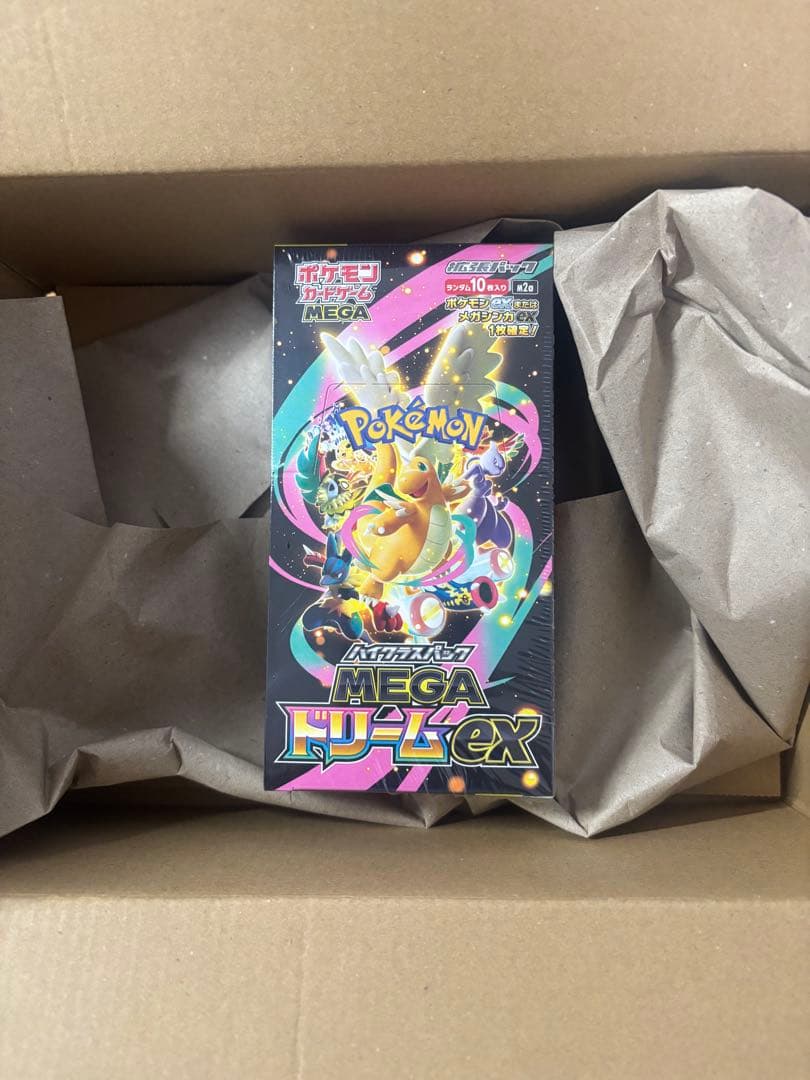 ポケモン
カードゲーム
MEGA
拡張パック
ランダム10枚入り M2a
ポケモンexまたは
メガシンカex
1枚確定!
POKéMON
ハイクラスパック
MEGA
ドリームex